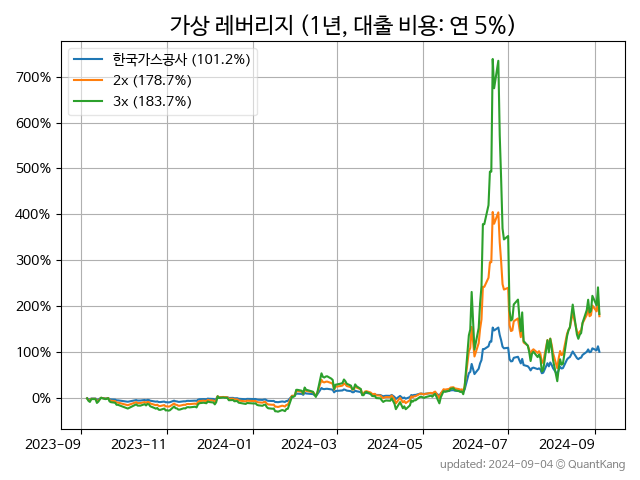 가상 레버리지 (1년, 대출 비용: 연 5%)
한국가스공사 (101.2%)
2x (178.7%)
3x (183.7%)
700%
600%
500%
400%
300%
200%
100%
0%
2023-09 2023-11 2024-01 2024-03 2024-05 2024-07 2024-09
updated: 2024-09-04 © QuantKang